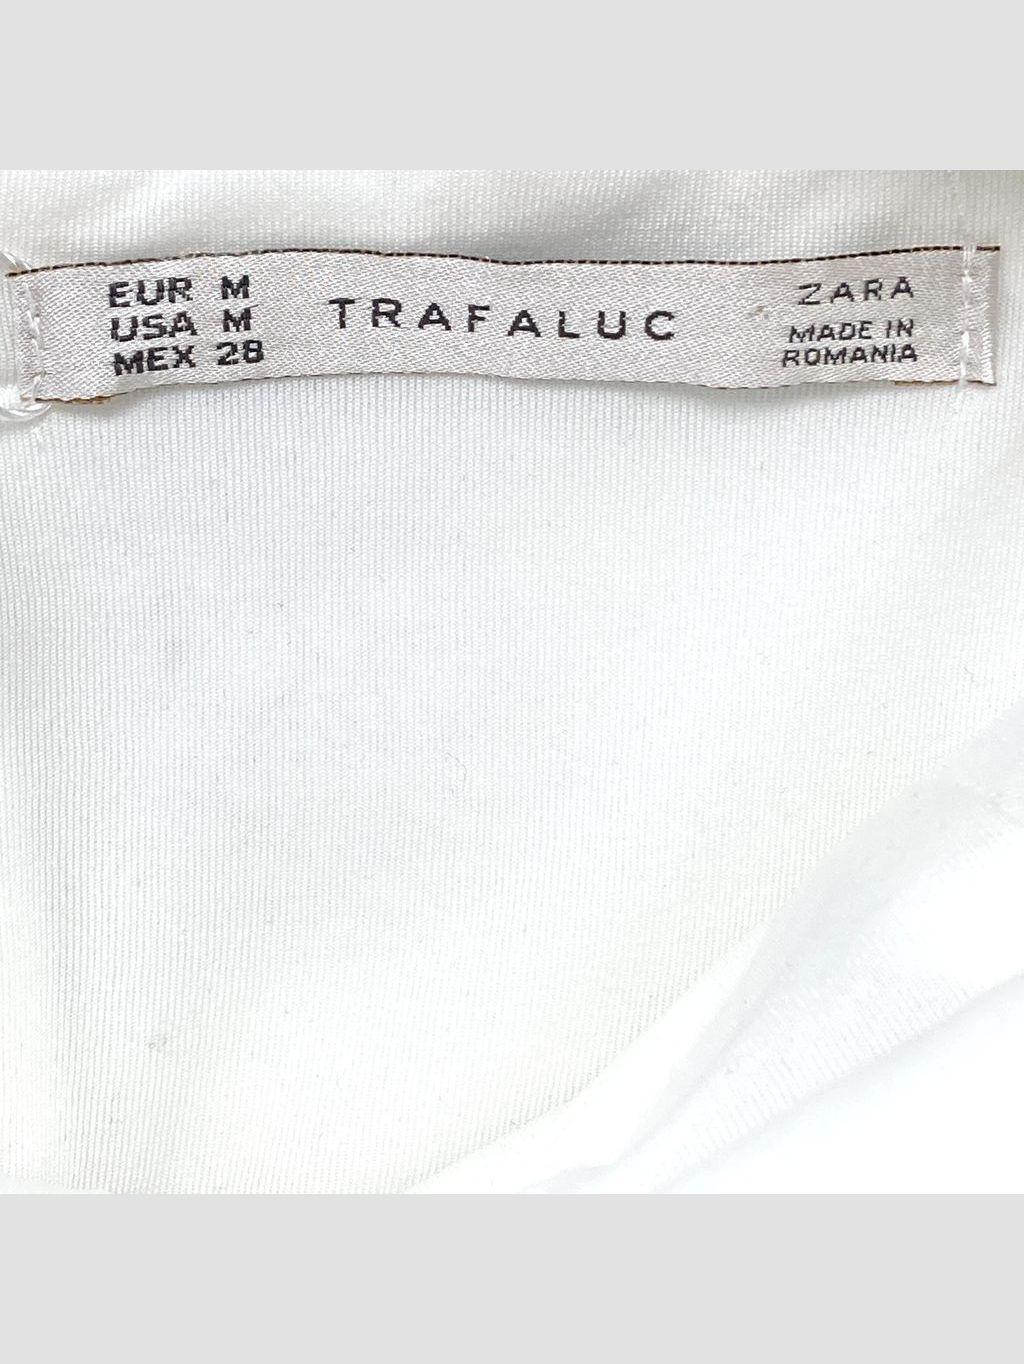 EUR M
USA M
MEX 28
TRAFALUC
ZARA
MADE IN
ROMANIA